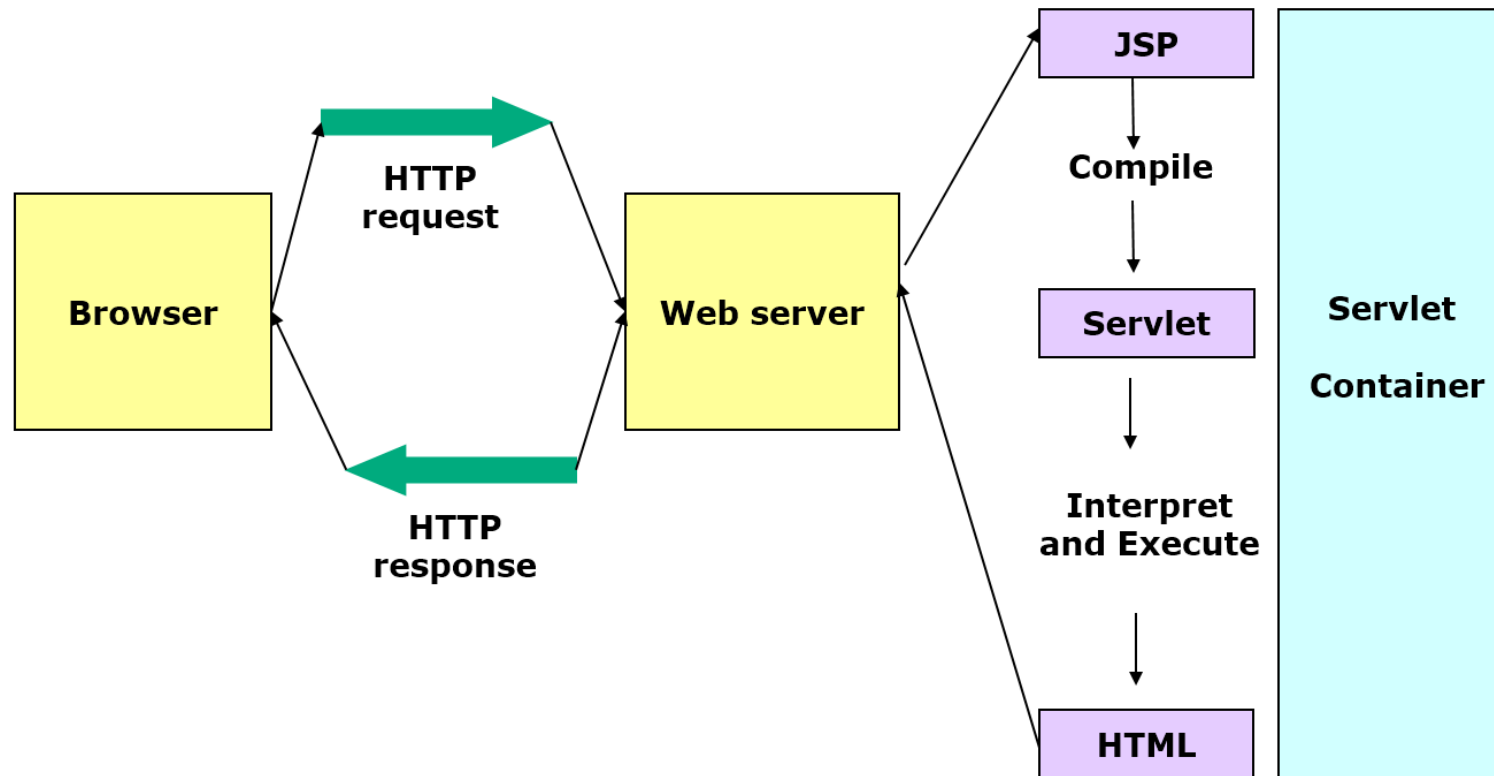 JSP
HTTP
request
Compile
Browser
Web server
Servlet
Servlet
Container
Interpret
and Execute
HTTP
response
HTML